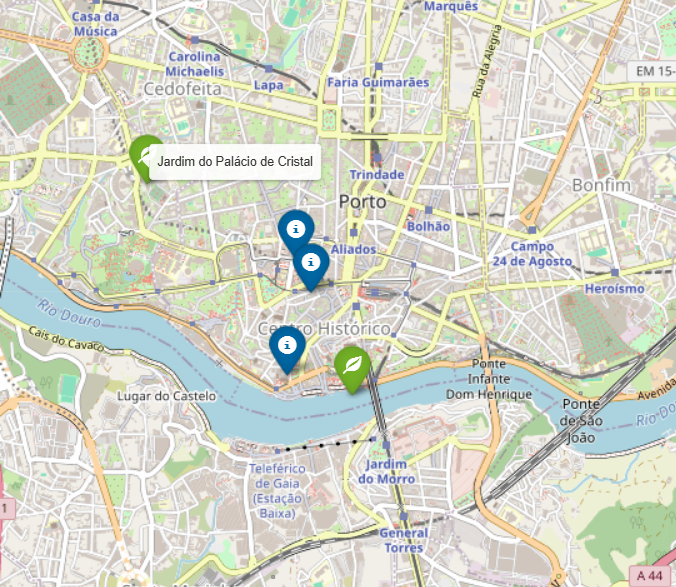 Marquês
Casa da
Música
Carolina
Michaelis
Lapa
Faria Guimarães
Rua da Alegria
EM 15-
Cedofeita
Jardim do Palácio de Cristal
Trindade
Bonfim
Porto
Bolhão
Aliados
Campo
24 de Agosto
Heroísmo
Rio Douro
Centro Histórico
Cais do Cavaco
Ponte
Infante
Dom Henrique
Avenida
Lugar do Castelo
Ponte
de São
João
Rio Do
Teleférico
de Gaia
(Estação
Baixa)
Jardim
do Morro
1
General
Torres
A 44